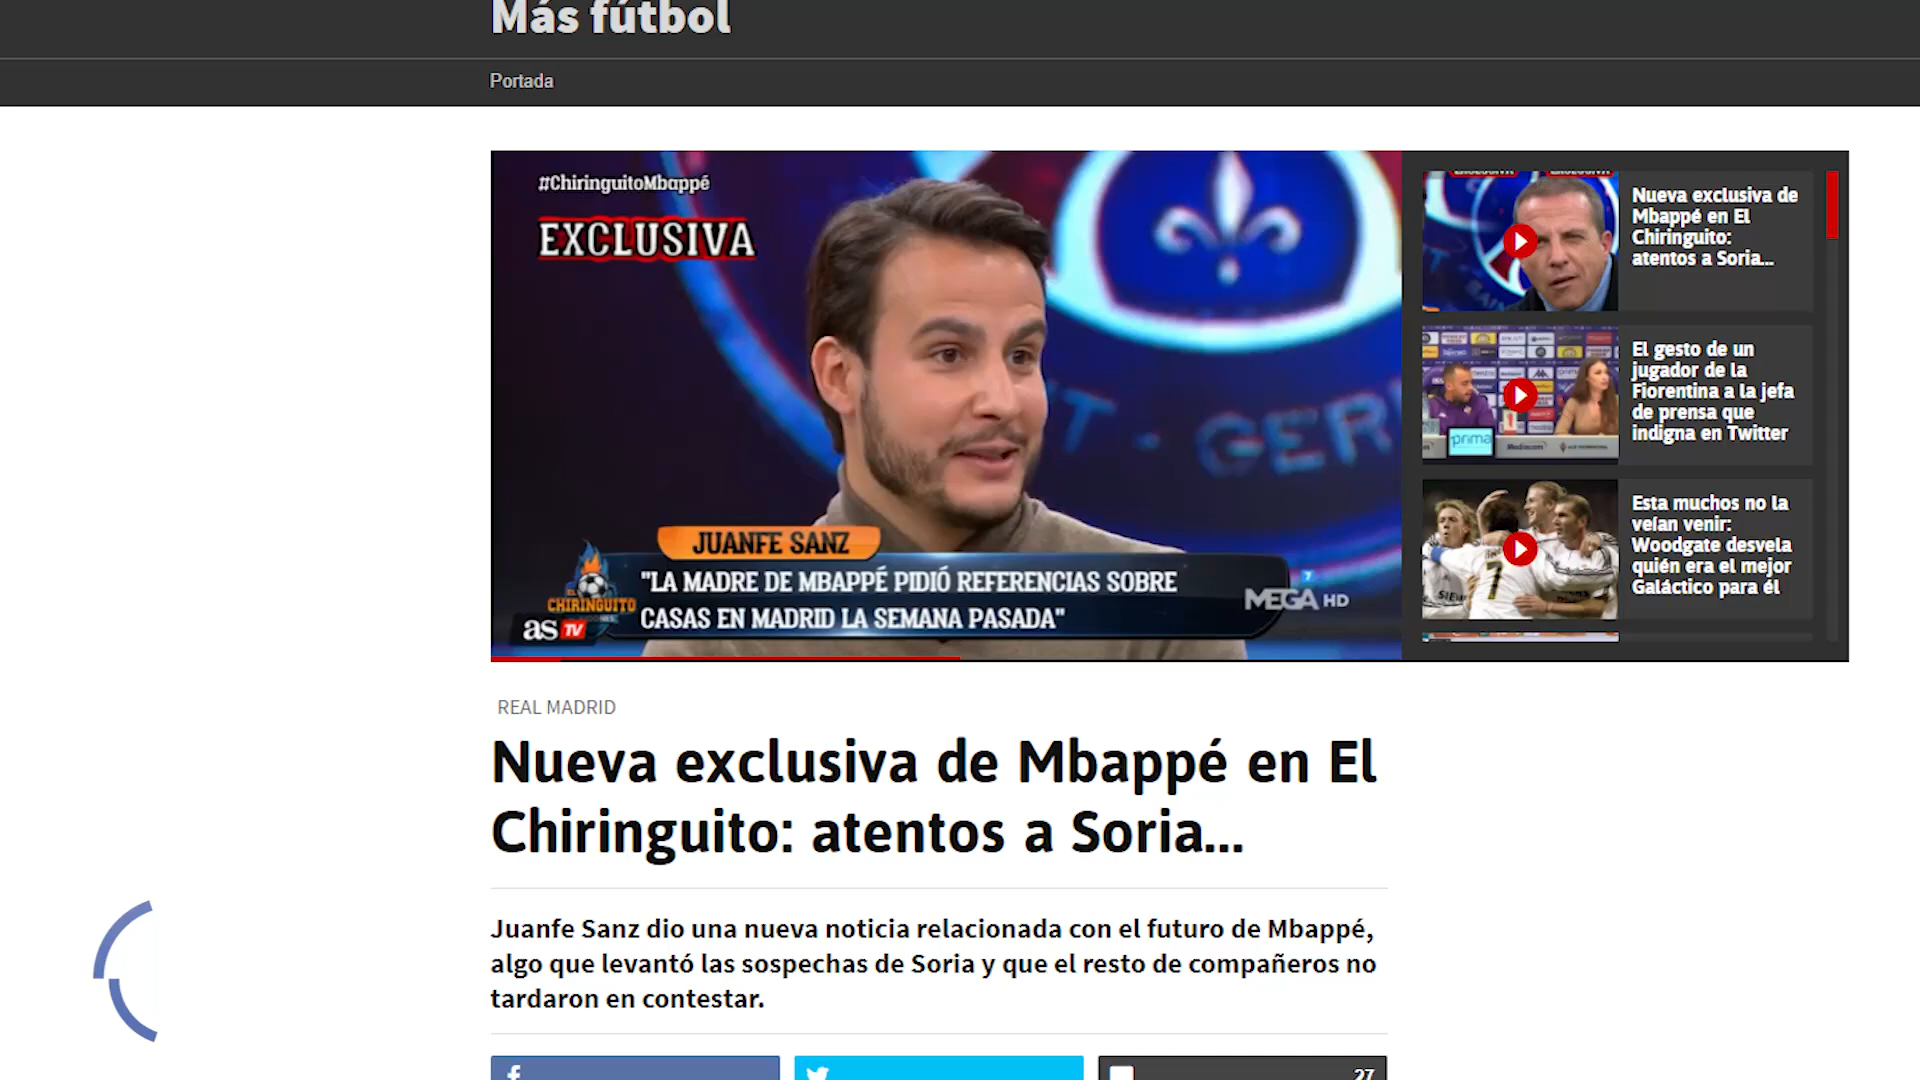 Más fútbol
Portada
#ChiringuitoMbappé
EXCLUSIVA
T - GER
JUANFE SANZ
"LA MADRE DE MBAPPÉ PIDIÓ REFERENCIAS SOBRE
CASAS EN MADRID LA SEMANA PASADA"
CHIRINGUITO
as TV
7
MEGA HD
Nueva exclusiva de
Mbappé en El
Chiringuito:
atentos a Soria...
El gesto de un
jugador de la
Fiorentina a la jefa
de prensa que
indigna en Twitter
prima
Mediacom
Esta muchos no la
veían venir:
Woodgate desvela
quién era el mejor
Galáctico para él
7
REAL MADRID
Nueva exclusiva de Mbappé en El
Chiringuito: atentos a Soria...
Juanfe Sanz dio una nueva noticia relacionada con el futuro de Mbappé,
algo que levantó las sospechas de Soria y que el resto de compañeros no
tardaron en contestar.
27